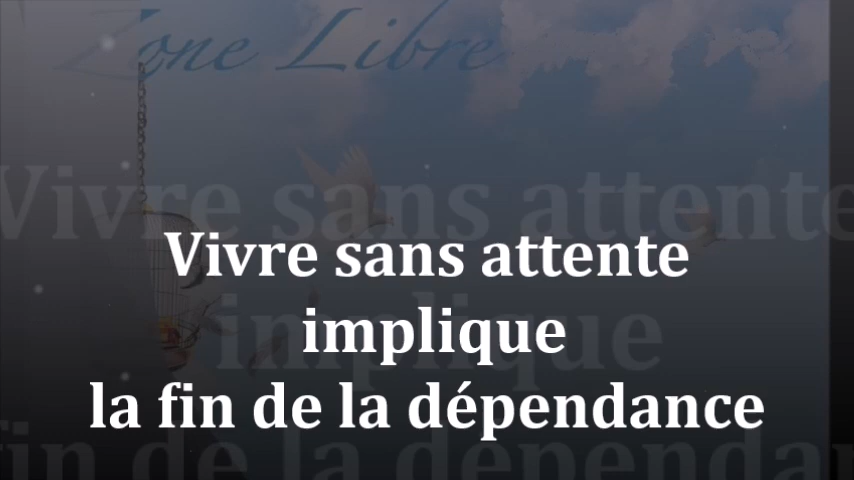 Zone Libre
Vivre sans attente
implique
la fin de la dépendance